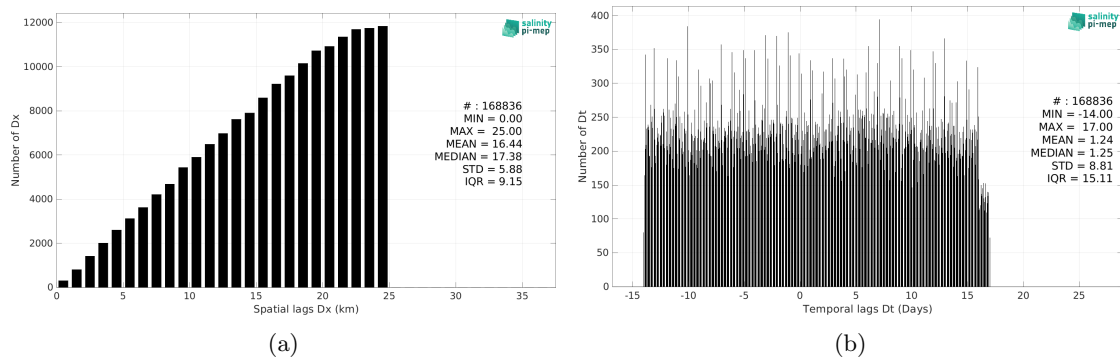 12000
10000
8000
6000
4000
2000
0
Number of Dx
0 5 10 15 20 25 30 35
Spatial lags Dx (km)
salinity
pi-mep
# : 168836
MIN = 0.00
MAX = 25.00
MEAN = 16.44
MEDIAN = 17.38
STD = 5.88
IQR = 9.15
(a)
400
350
300
250
200
150
100
50
0
Number of Dt
-15 -10 -5 0 5 10 15 20 25
Temporal lags Dt (Days)
salinity
pi-mep
# : 168836
MIN = -14.00
MAX = 17.00
MEAN = 1.24
MEDIAN = 1.25
STD = 8.81
IQR = 15.11
(b)